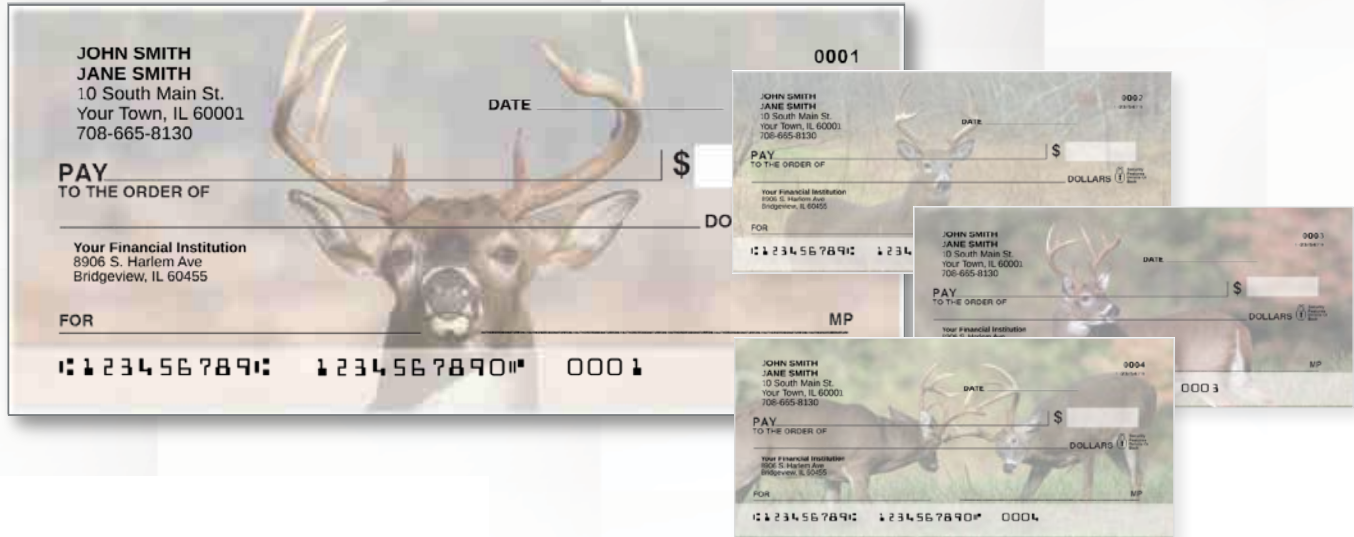 JOHN SMITH
JANE SMITH
10 South Main St.
Your Town, IL 60001
708-665-8130
0001
DATE
PAY
TO THE ORDER OF
$
DO
Your Financial Institution
8906 S. Harlem Ave
Bridgeview, IL 60455
FOR
MP
⑆123456789⑆ 1234567890⑈ 0001
JOHN SMITH
JANE SMITH
10 South Main St.
Your Town, IL 60001
708-665-8130
0002
DATE
PAY
TO THE ORDER OF
$
DOLLARS
Security
Features
Details on
Back
Your Financial Institution
8906 S. Harlem Ave
Bridgeview, IL 60455
FOR
⑆123456789⑆ 1234
JOHN SMITH
JANE SMITH
10 South Main St.
Your Town, IL 60001
708-665-8130
0003
DATE
PAY
TO THE ORDER OF
$
DOLLARS
Your Financial Institution
MP
0003
JOHN SMITH
JANE SMITH
10 South Main St.
Your Town, IL 60001
708-665-8130
0004
DATE
PAY
TO THE ORDER OF
$
DOLLARS
Your Financial Institution
8906 S. Harlem Ave
Bridgeview, IL 60455
FOR
MP
⑆123456789⑆ 1234567890⑈ 0004